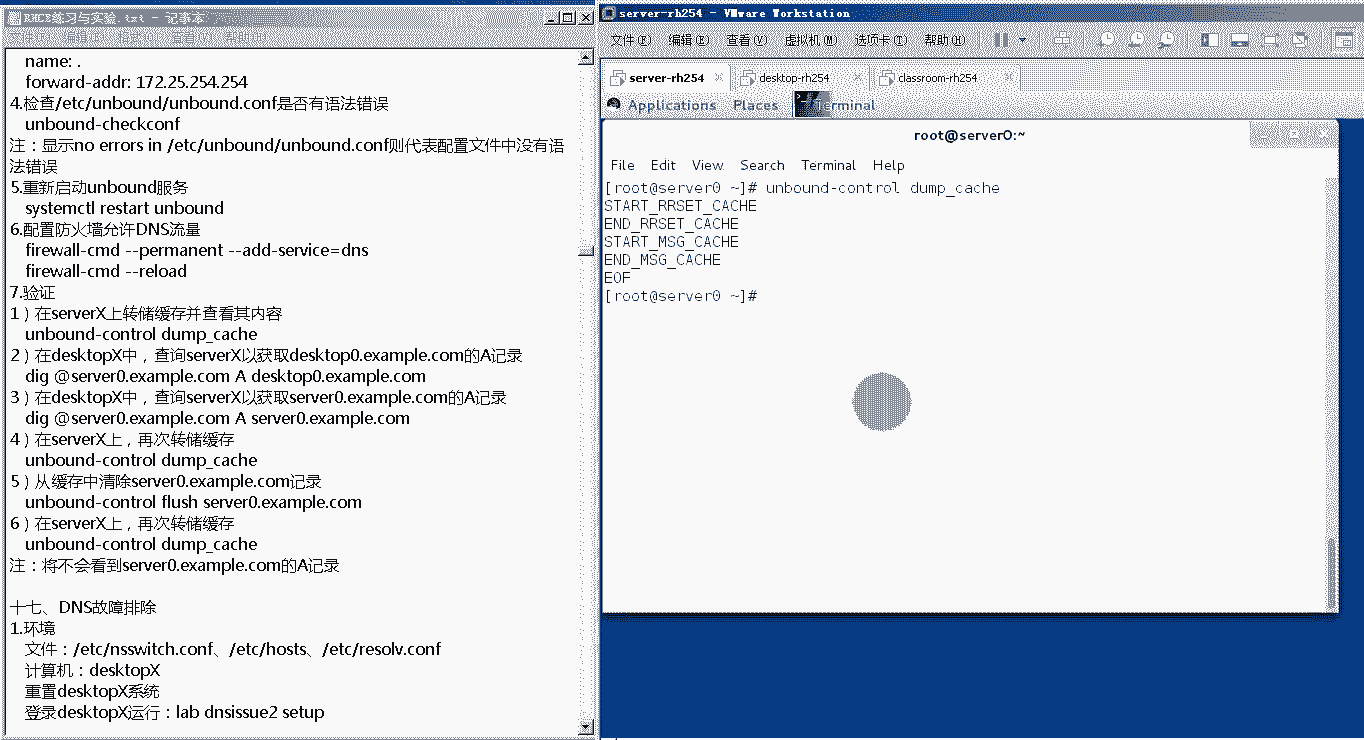 RHCE练习与实验.txt - 记事本
文件(F) 编辑(E) 格式(O) 查看(V) 帮助(H)
name: .
forward-addr: 172.25.254.254
4.检查/etc/unbound/unbound.conf是否有语法错误
unbound-checkconf
注：显示no errors in /etc/unbound/unbound.conf则代表配置文件中没有语
法错误
5.重新启动unbound服务
systemctl restart unbound
6.配置防火墙允许DNS流量
firewall-cmd --permanent --add-service=dns
firewall-cmd --reload
7.验证
1）在serverX上转储缓存并查看其内容
unbound-control dump_cache
2）在desktopX中，查询serverX以获取desktop0.example.com的A记录
dig @server0.example.com A desktop0.example.com
3）在desktopX中，查询serverX以获取server0.example.com的A记录
dig @server0.example.com A server0.example.com
4）在serverX上，再次转储缓存
unbound-control dump_cache
5）从缓存中清除server0.example.com记录
unbound-control flush server0.example.com
6）在serverX上，再次转储缓存
unbound-control dump_cache
注：将不会看到server0.example.com的A记录
十七、DNS故障排除
1.环境
文件：/etc/nsswitch.conf、/etc/hosts、/etc/resolv.conf
计算机：desktopX
重置desktopX系统
登录desktopX运行：lab dnsissue2 setup
server-rh254 - VMware Workstation
文件(F) 编辑(E) 查看(V) 虚拟机(M) 选项卡(T) 帮助(H)
server-rh254 desktop-rh254 classroom-rh254
Applications Places Terminal
root@server0:~
File Edit View Search Terminal Help
[root@server0 ~]# unbound-control dump_cache
START_RRSET_CACHE
END_RRSET_CACHE
START_MSG_CACHE
END_MSG_CACHE
EOF
[root@server0 ~]#